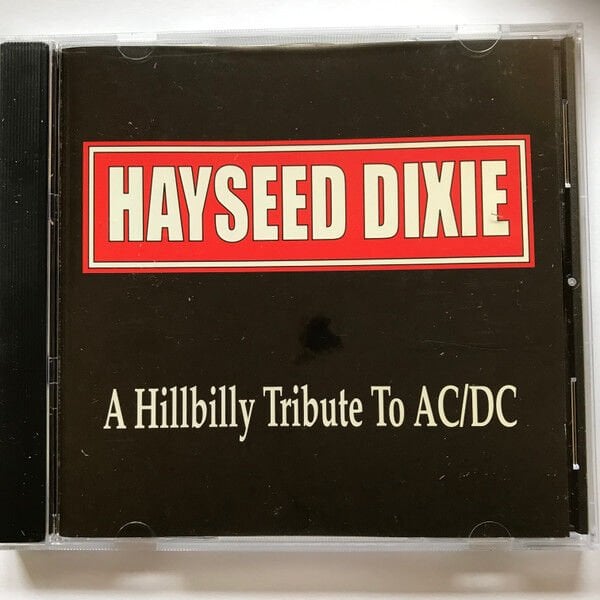 HAYSEED DIXIE
A Hillbilly Tribute To AC/DC